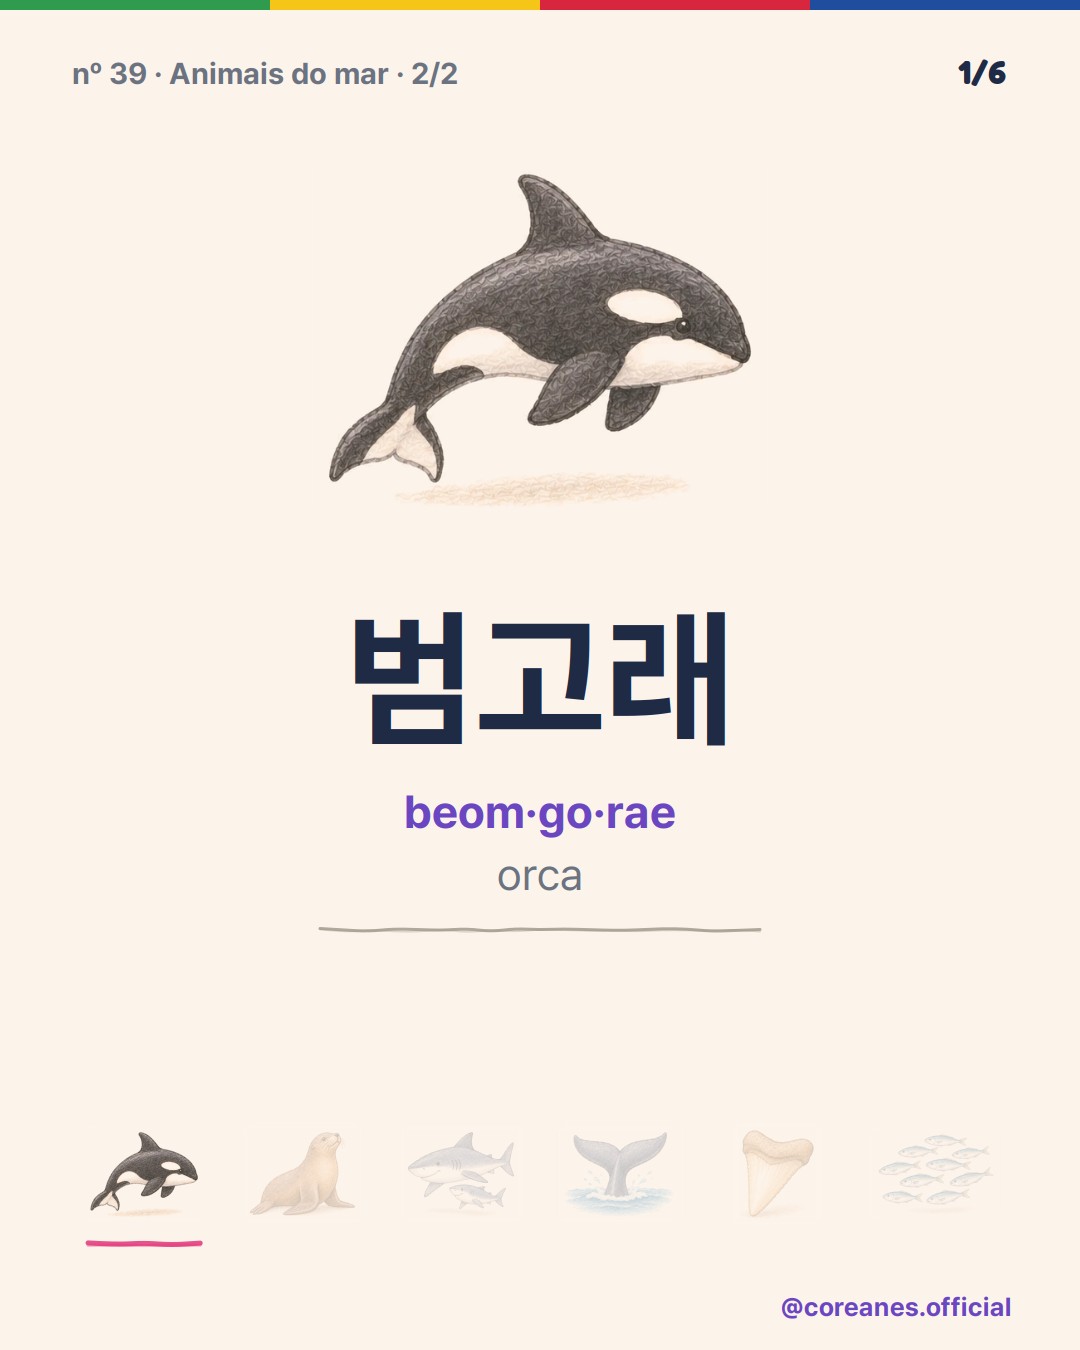 nº 39 · Animais do mar · 2/2
1/6
범고래
beom·go·rae
orca
@coreanes.official